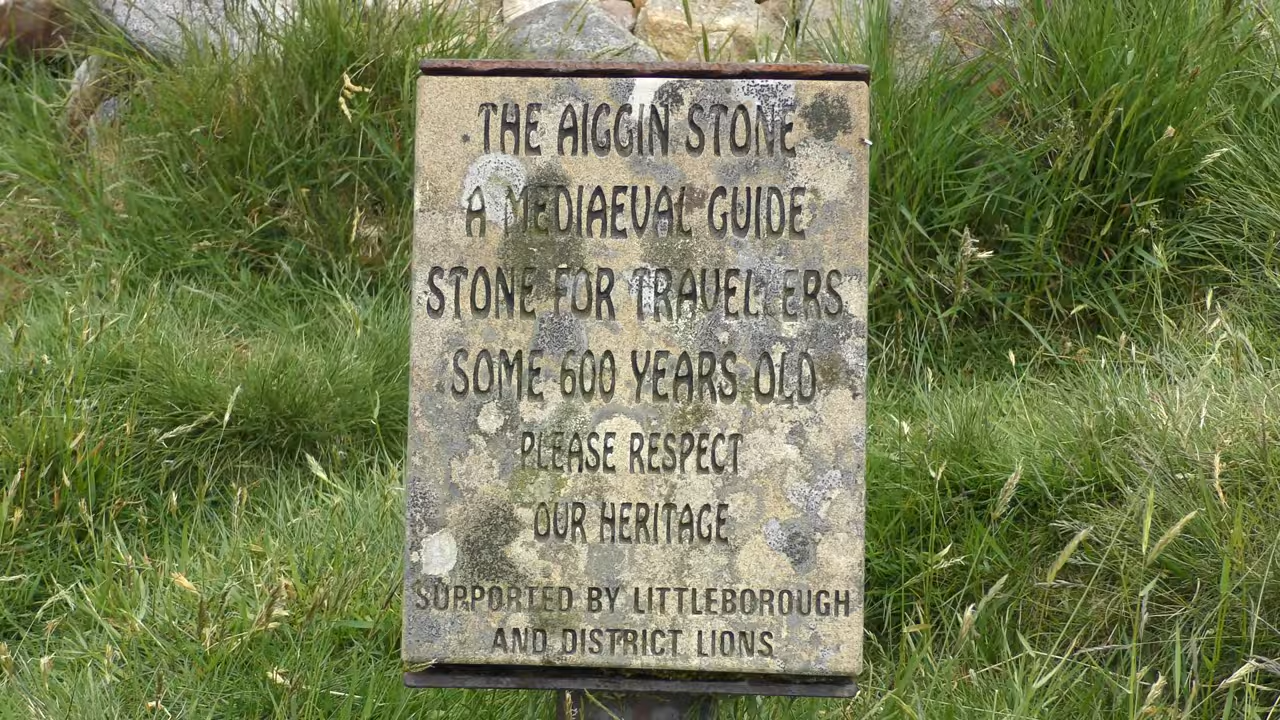 THE AIGGIN STONE
A MEDIAEVAL GUIDE
STONE FOR TRAVELLERS
SOME 600 YEARS OLD
PLEASE RESPECT
OUR HERITAGE
SUPPORTED BY LITTLEBOROUGH
AND DISTRICT LIONS